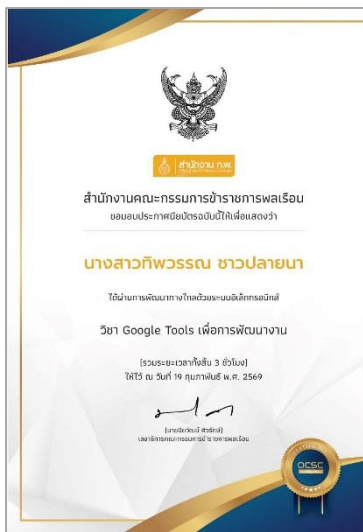 สำนักงาน ก.พ.
สำนักงานคณะกรรมการข้าราชการพลเรือน
ขอมอบประกาศนียบัตรฉบับนี้ให้เพื่อแสดงว่า
นางสาวทิพวรรณ ชาวปลายนา
ได้ผ่านการพัฒนาทางไกลด้วยระบบอิเล็กทรอนิกส์
วิชา Google Tools เพื่อการพัฒนางาน
(รวมระยะเวลาทั้งสิ้น 3 ชั่วโมง)
ให้ไว้ ณ วันที่ 19 กุมภาพันธ์ พ.ศ. 2569
เลขาธิการคณะกรรมการข้าราชการพลเรือน
OCSC